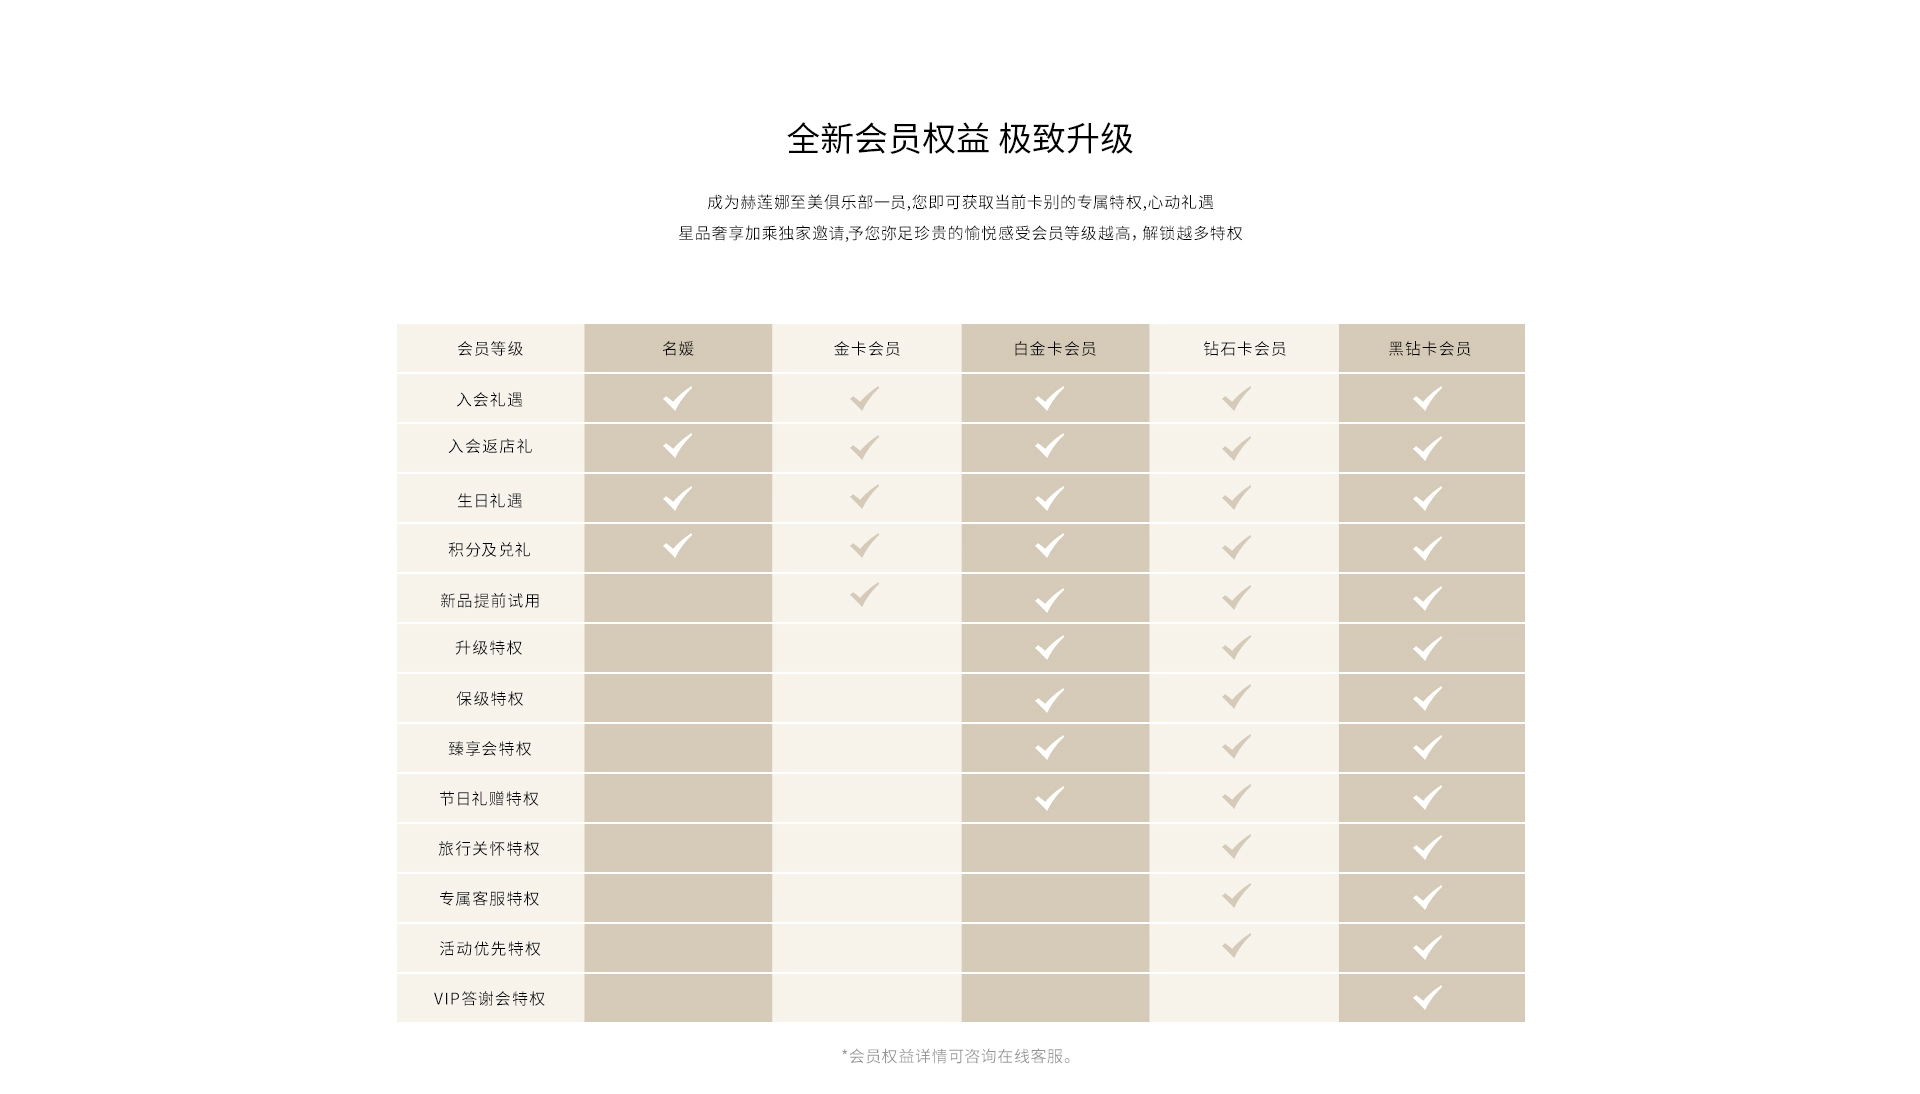 全新会员权益 极致升级
成为赫莲娜至美俱乐部一员,您即可获取当前卡别的专属特权,心动礼遇
星品奢享加乘独家邀请,予您弥足珍贵的愉悦感受会员等级越高，解锁越多特权
会员等级 名媛 金卡会员 白金卡会员 钻石卡会员 黑钻卡会员
入会礼遇
入会返店礼
生日礼遇
积分及兑礼
新品提前试用
升级特权
保级特权
臻享会特权
节日礼赠特权
旅行关怀特权
专属客服特权
活动优先特权
VIP答谢会特权
*会员权益详情可咨询在线客服。